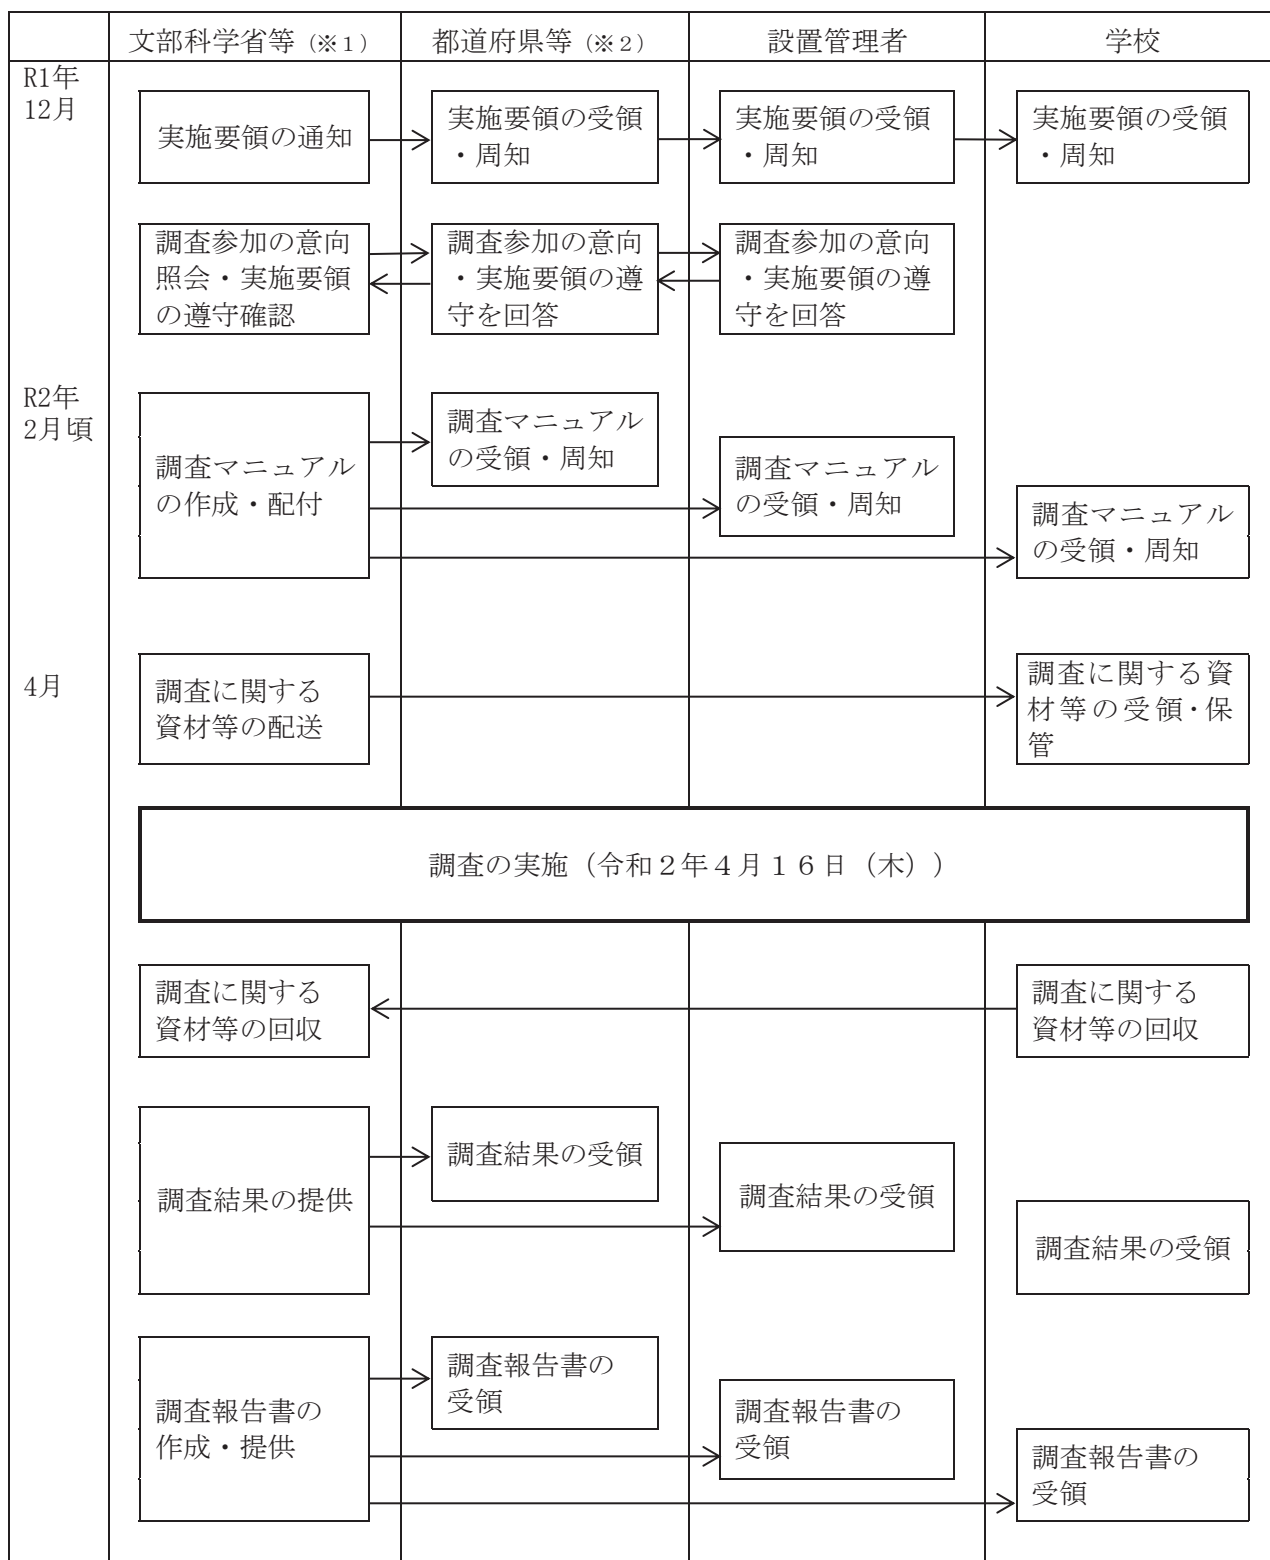 文部科学省等（※１）
都道府県等（※２）
設置管理者
学校
R1年
12月
実施要領の通知
実施要領の受領
・周知
実施要領の受領
・周知
実施要領の受領
・周知
調査参加の意向
照会・実施要領
の遵守確認
調査参加の意向
・実施要領の遵
守を回答
調査参加の意向
・実施要領の遵
守を回答
R2年
2月頃
調査マニュアル
の作成・配付
調査マニュアル
の受領・周知
調査マニュアル
の受領・周知
調査マニュアル
の受領・周知
4月
調査に関する
資材等の配送
調査に関する資
材等の受領・保
管
調査の実施（令和２年４月１６日（木））
調査に関する
資材等の回収
調査に関する
資材等の回収
調査結果の提供
調査結果の受領
調査結果の受領
調査結果の受領
調査報告書の
作成・提供
調査報告書の
受領
調査報告書の
受領
調査報告書の
受領